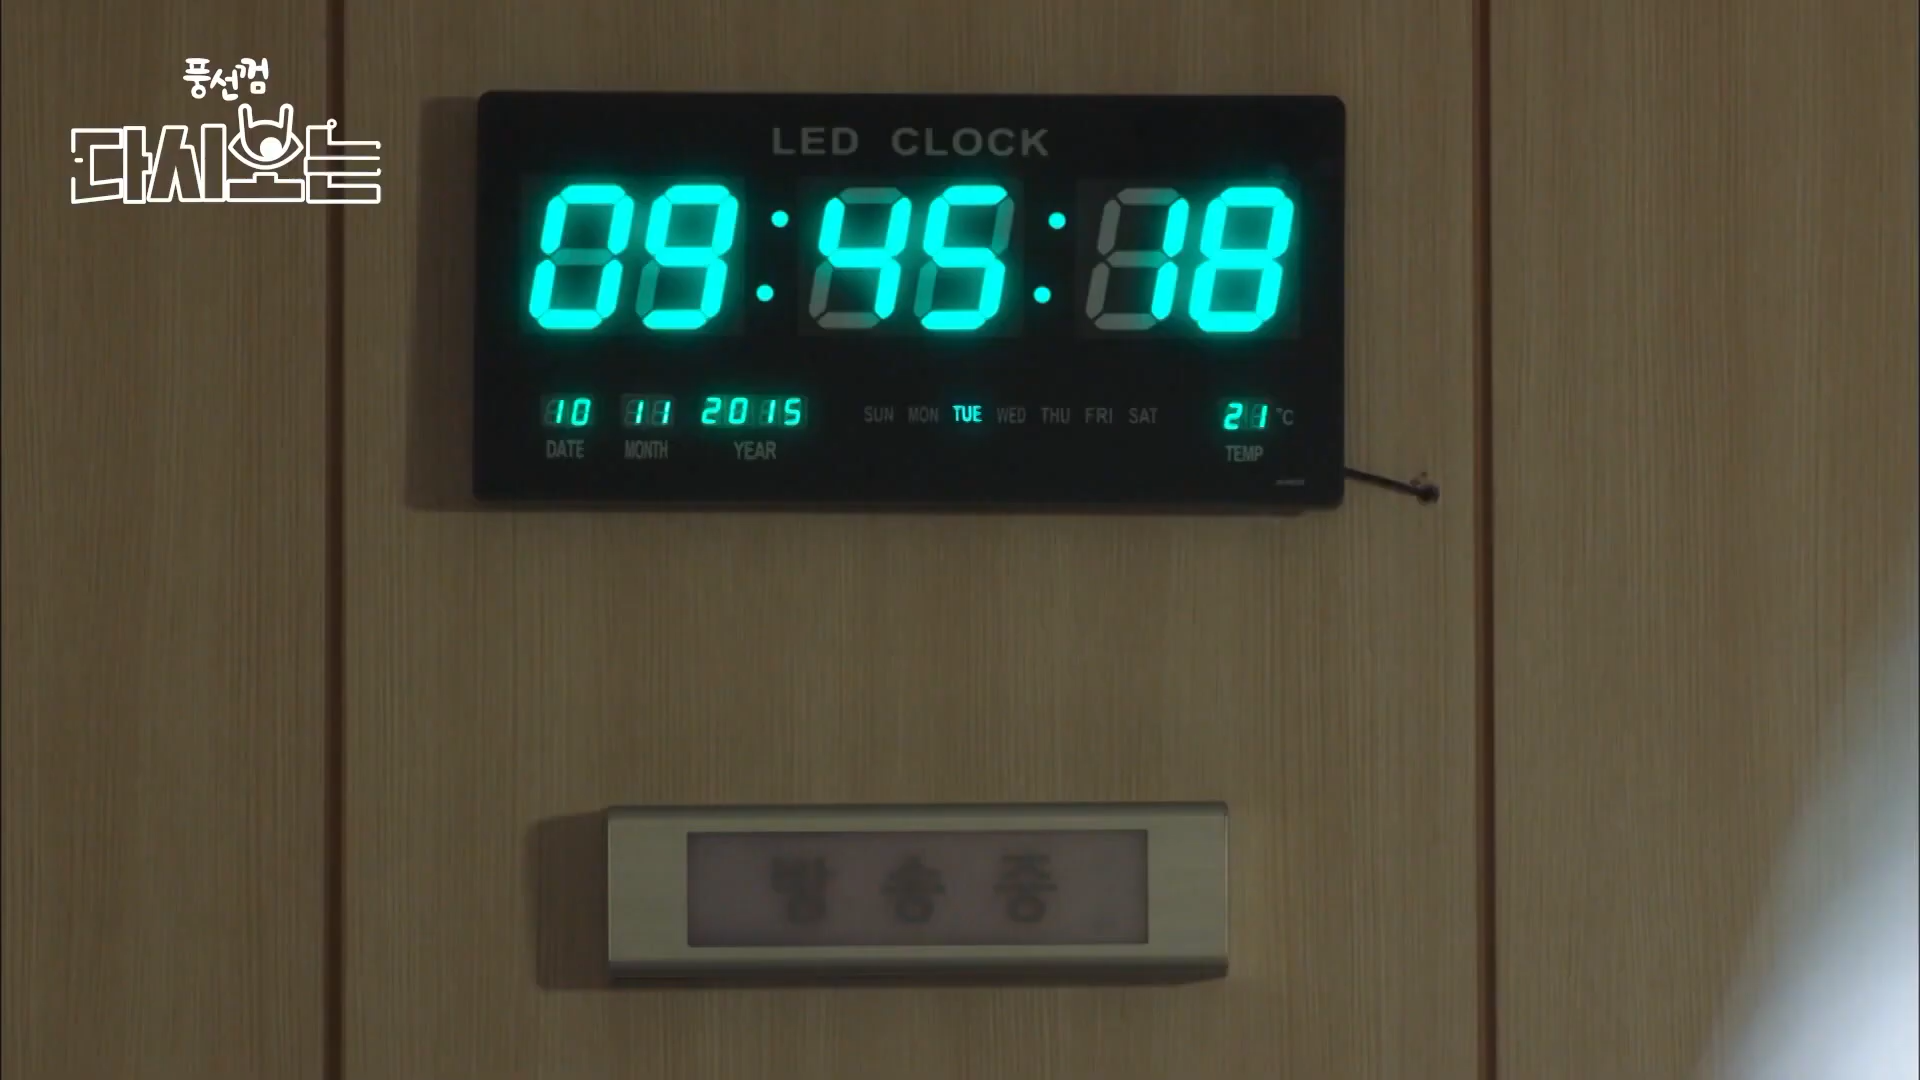 풍선껌
다시보는
LED CLOCK
09:45:18
10 11 2015 SUN MON TUE WED THU FRI SAT 21 °C
DATE MONTH YEAR TEMP
방송중